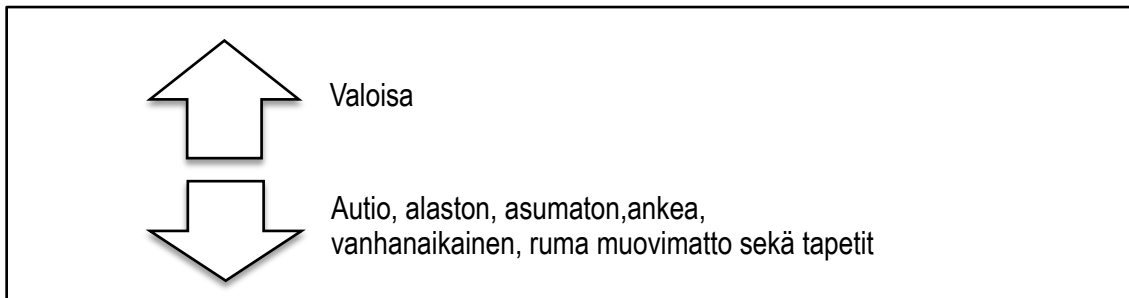 Valoisa
Autio, alaston, asumaton,ankea,
vanhanaikainen, ruma muovimatto sekä tapetit